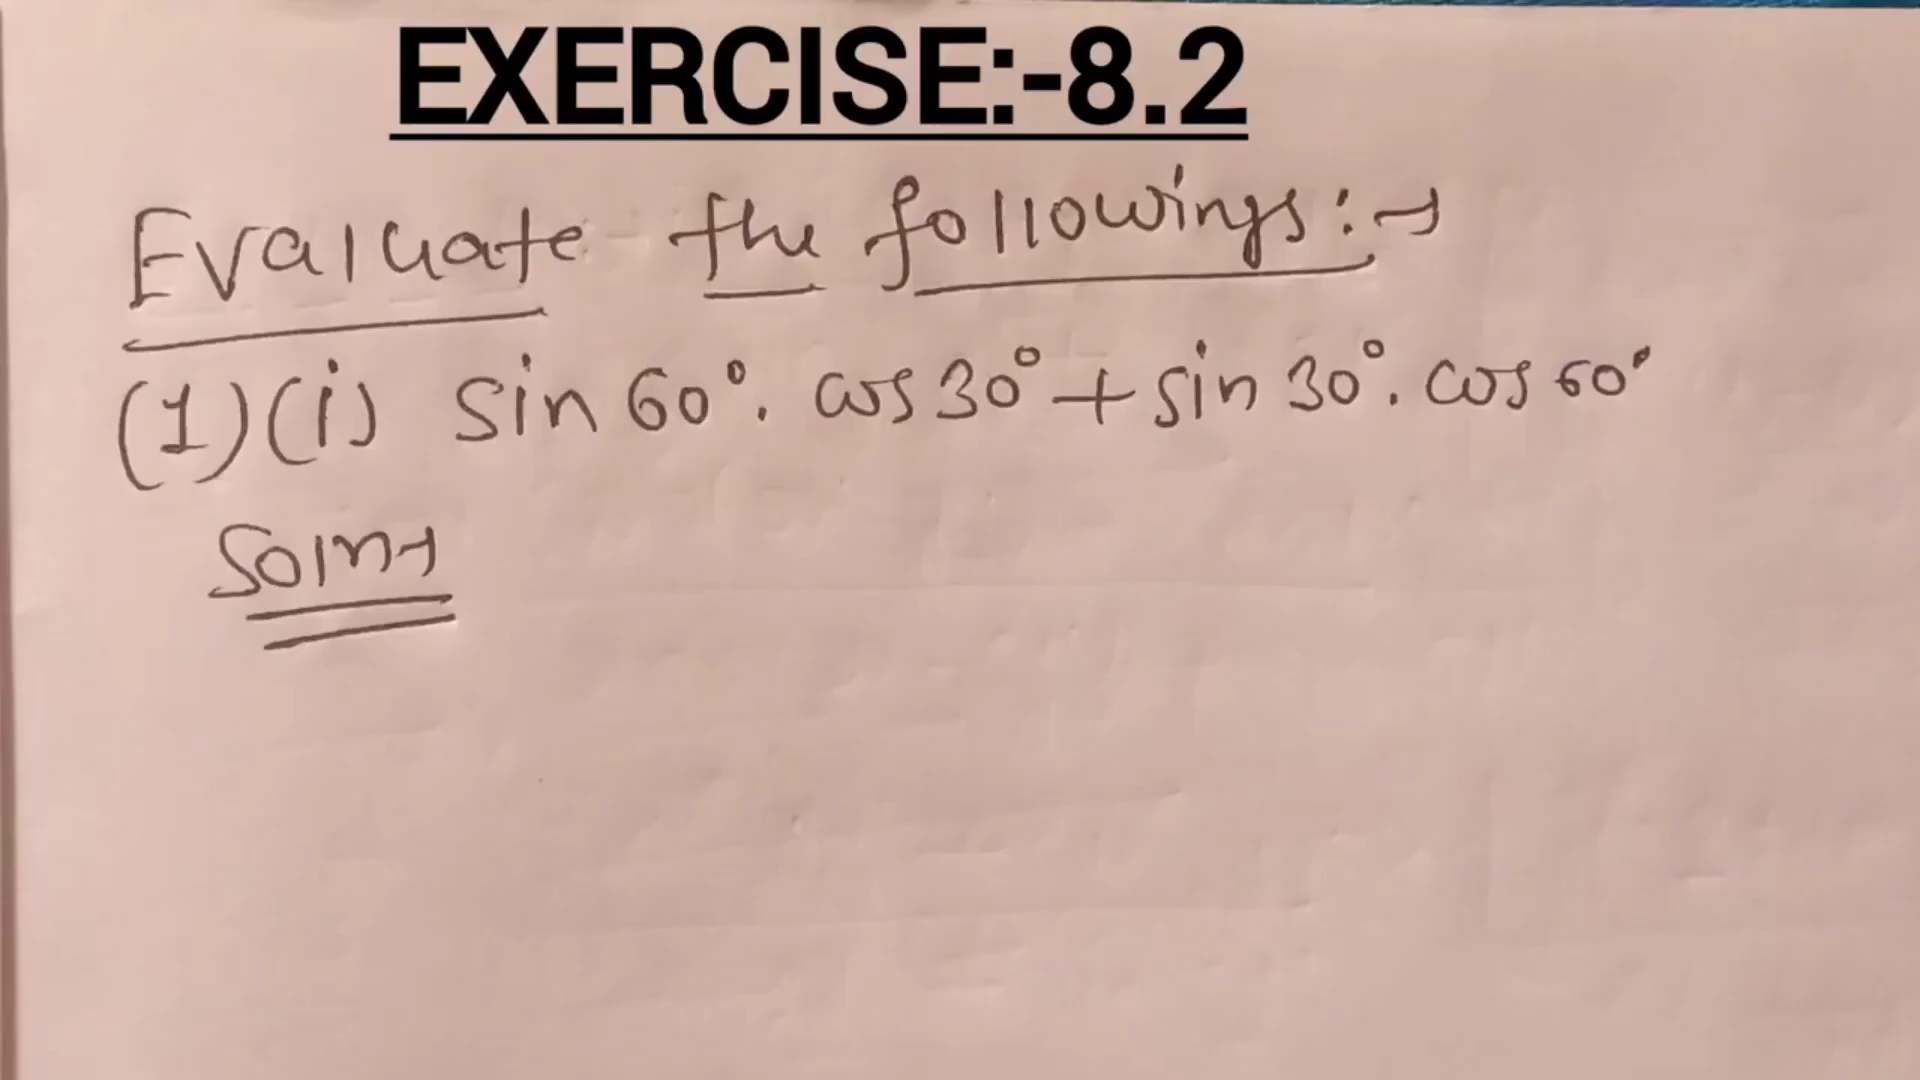 EXERCISE:-8.2
Evaluate the followings:→
(1)(i) sin 60°. cos 30° + sin 30°. cos 60°
Soln→